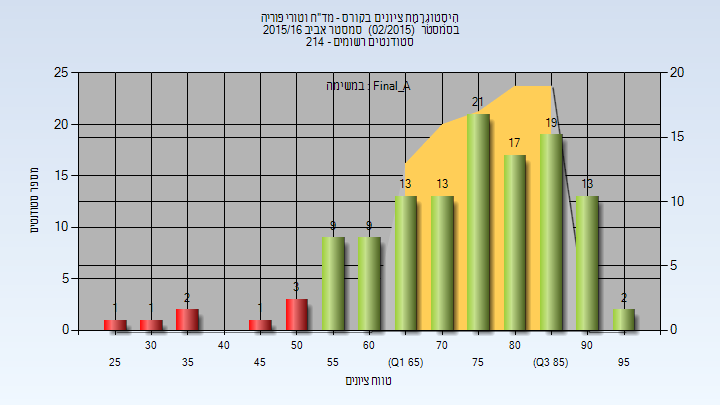 היסטוגרמת ציונים בקורס - מד"ח וטורי פוריה
בסמסטר (02/2015) סמסטר אביב 2015/16
סטודנטים רשומים - 214
במשימה : Final_A
25 20 15 10 5 0
20 15 10 5 0
1 1 2 1 3 9 9 13 13 21 17 19 13 2
מספר סטודנטים
30 40 50 60 70 80 90
25 35 45 55 (Q1 65) 75 (Q3 85) 95
טווח ציונים